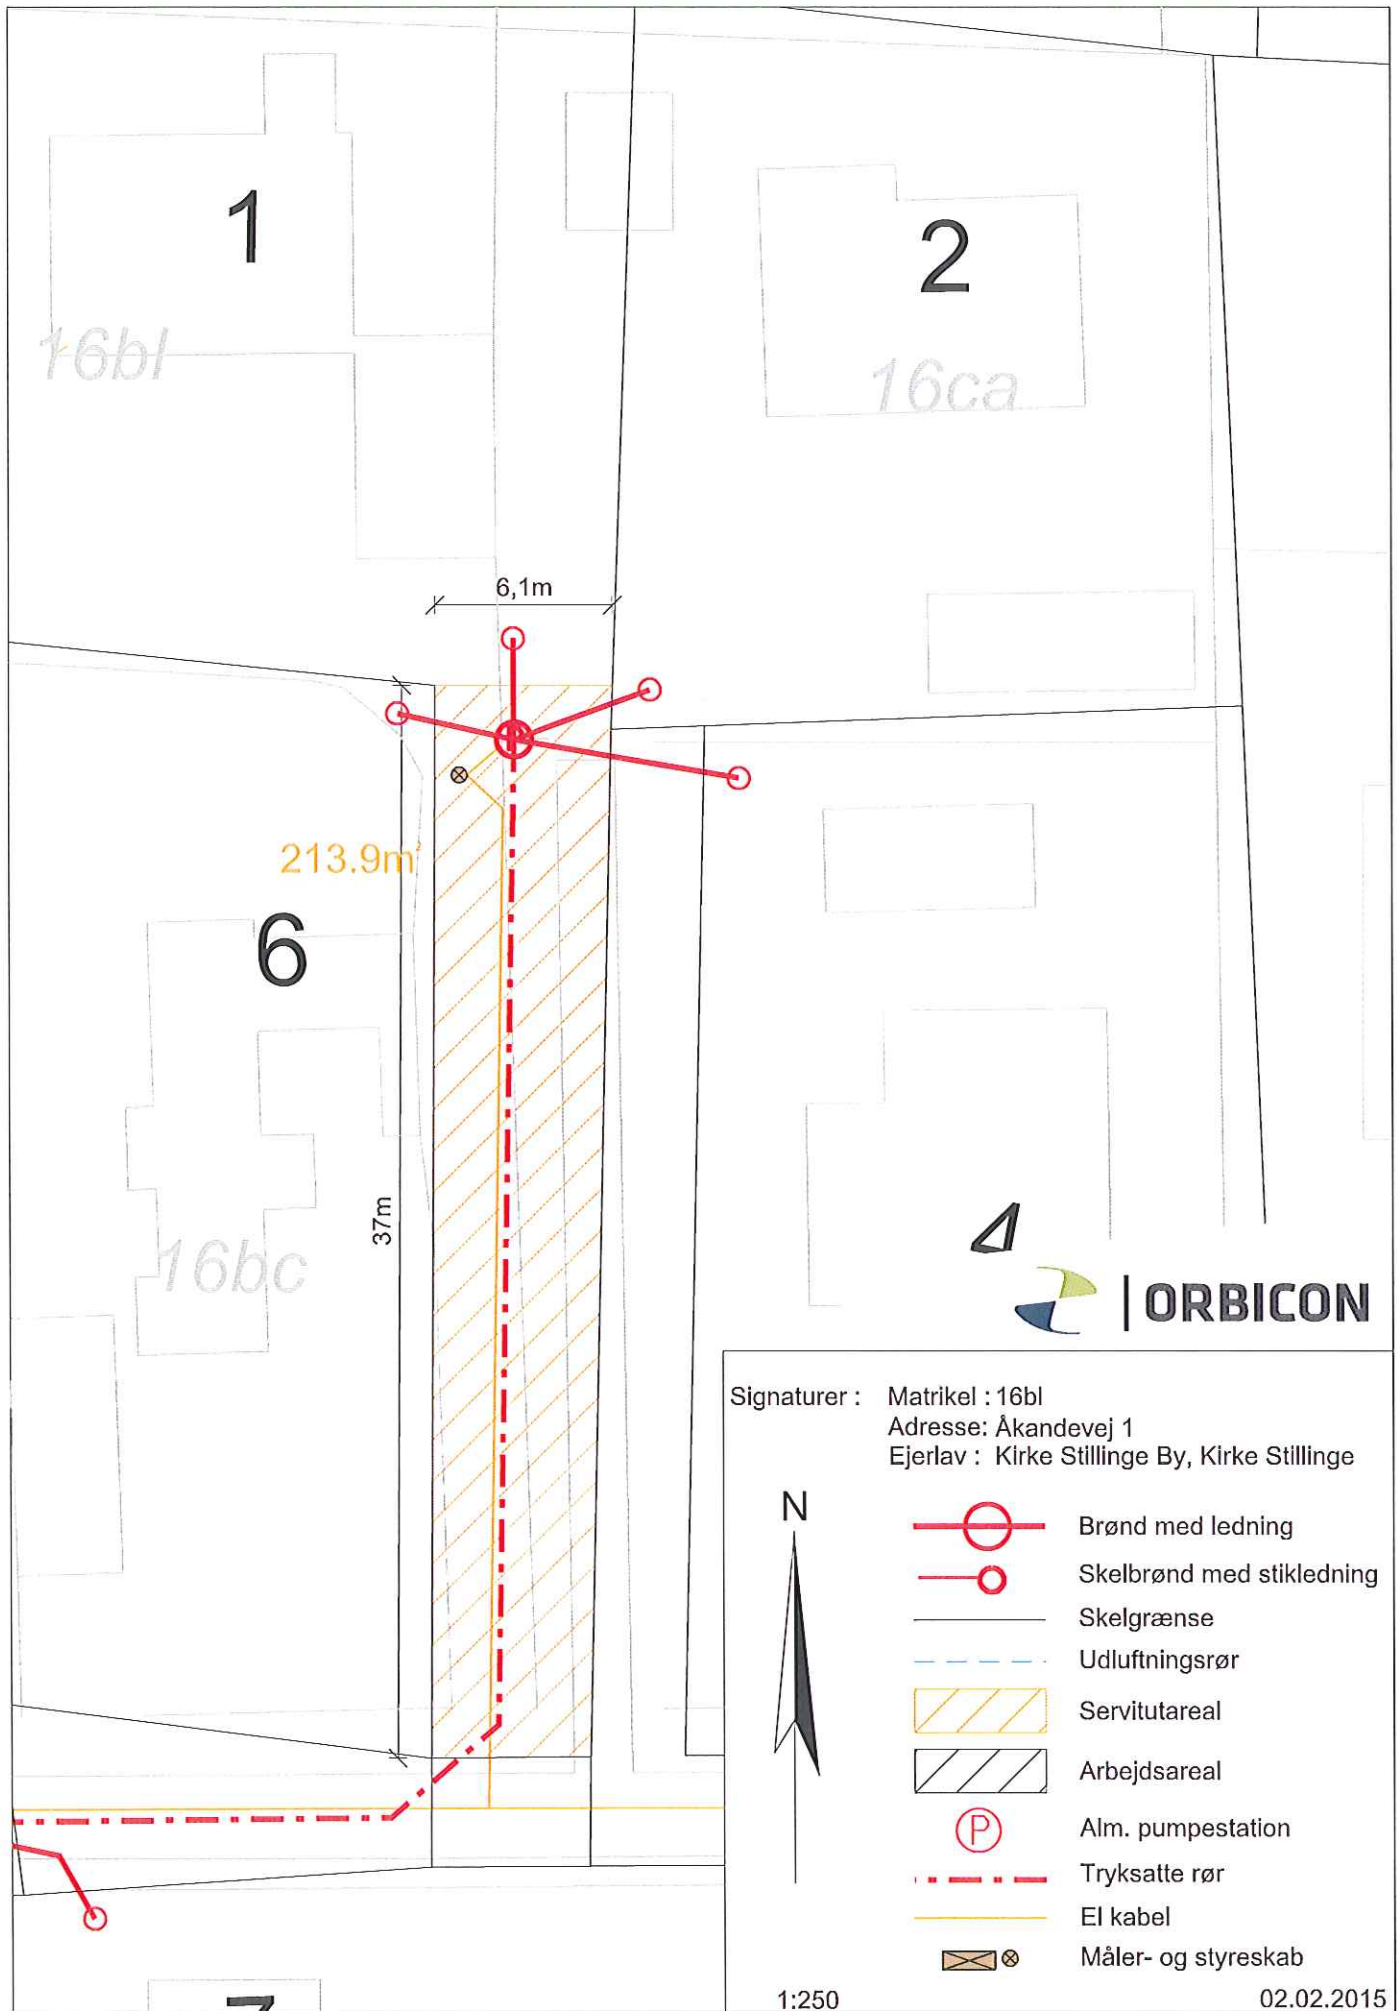 1
2
16bl
16ca
6,1m
213.9m
6
37m
16bc
4
| ORBICON
Signaturer : Matrikel : 16bl
Adresse: Åkandevej 1
Ejerlav : Kirke Stillinge By, Kirke Stillinge
N
Brønd med ledning
Skelbrønd med stikledning
Skelgrænse
Udluftningsrør
Servitutareal
Arbejdsareal
P Alm. pumpestation
Tryksatte rør
El kabel
Måler- og styreskab
1:250 02.02.2015